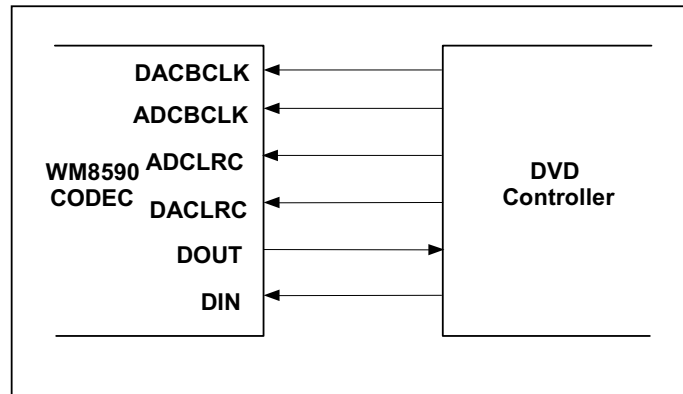 DACBCLK
ADCBCLK
WM8590
CODEC
ADCLRC
DACLRC
DOUT
DIN
DVD
Controller